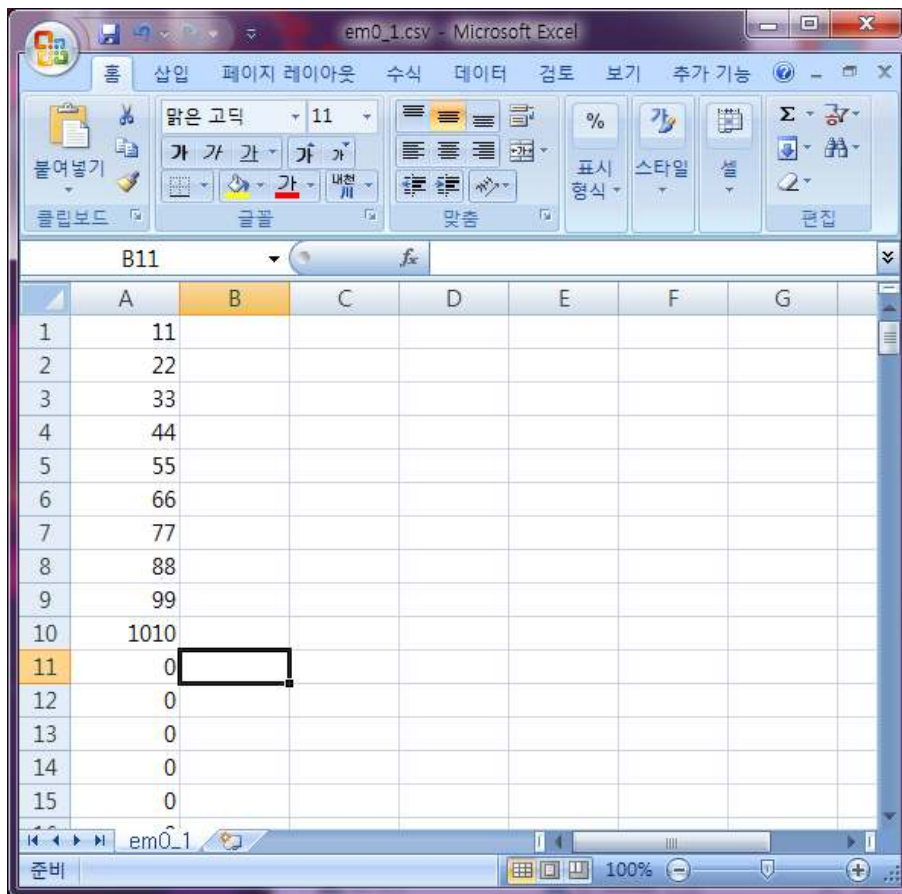 em0_1.csv - Microsoft Excel
홈 삽입 페이지 레이아웃 수식 데이터 검토 보기 추가 기능
맑은 고딕 11
% 가 Σ
붙여넣기 가 가 가 가 가 표시 형식 스타일 셀
가 내천
클립보드 글꼴 맞춤 편집
B11 fx
A B C D E F G
1 11
2 22
3 33
4 44
5 55
6 66
7 77
8 88
9 99
10 1010
11 0
12 0
13 0
14 0
15 0
em0_1
준비 100%